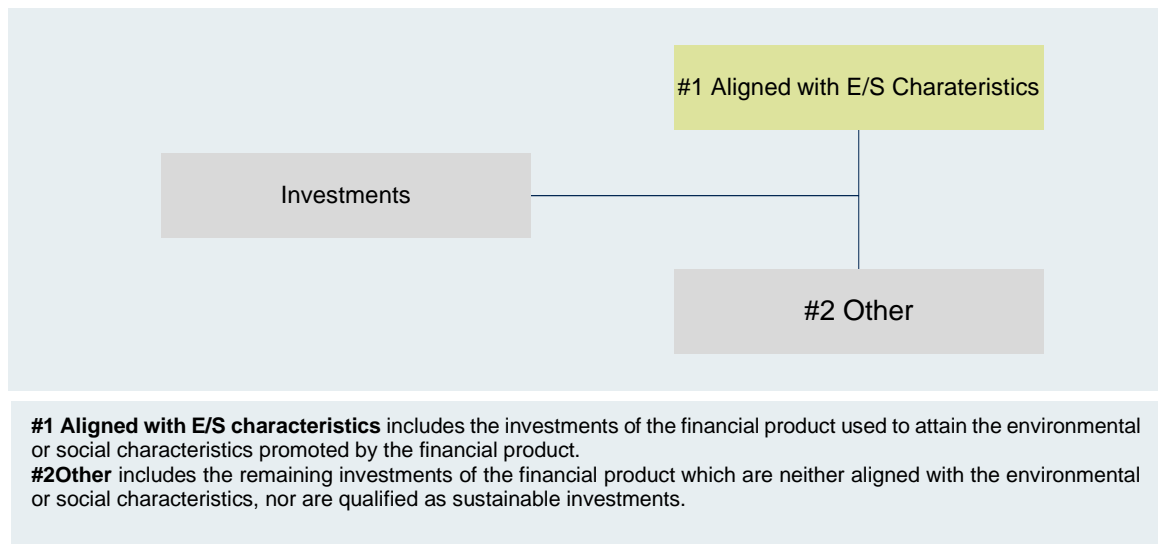 #1 Aligned with E/S Charateristics
Investments
#2 Other
#1 Aligned with E/S characteristics includes the investments of the financial product used to attain the environmental
or social characteristics promoted by the financial product.
#2Other includes the remaining investments of the financial product which are neither aligned with the environmental
or social characteristics, nor are qualified as sustainable investments.